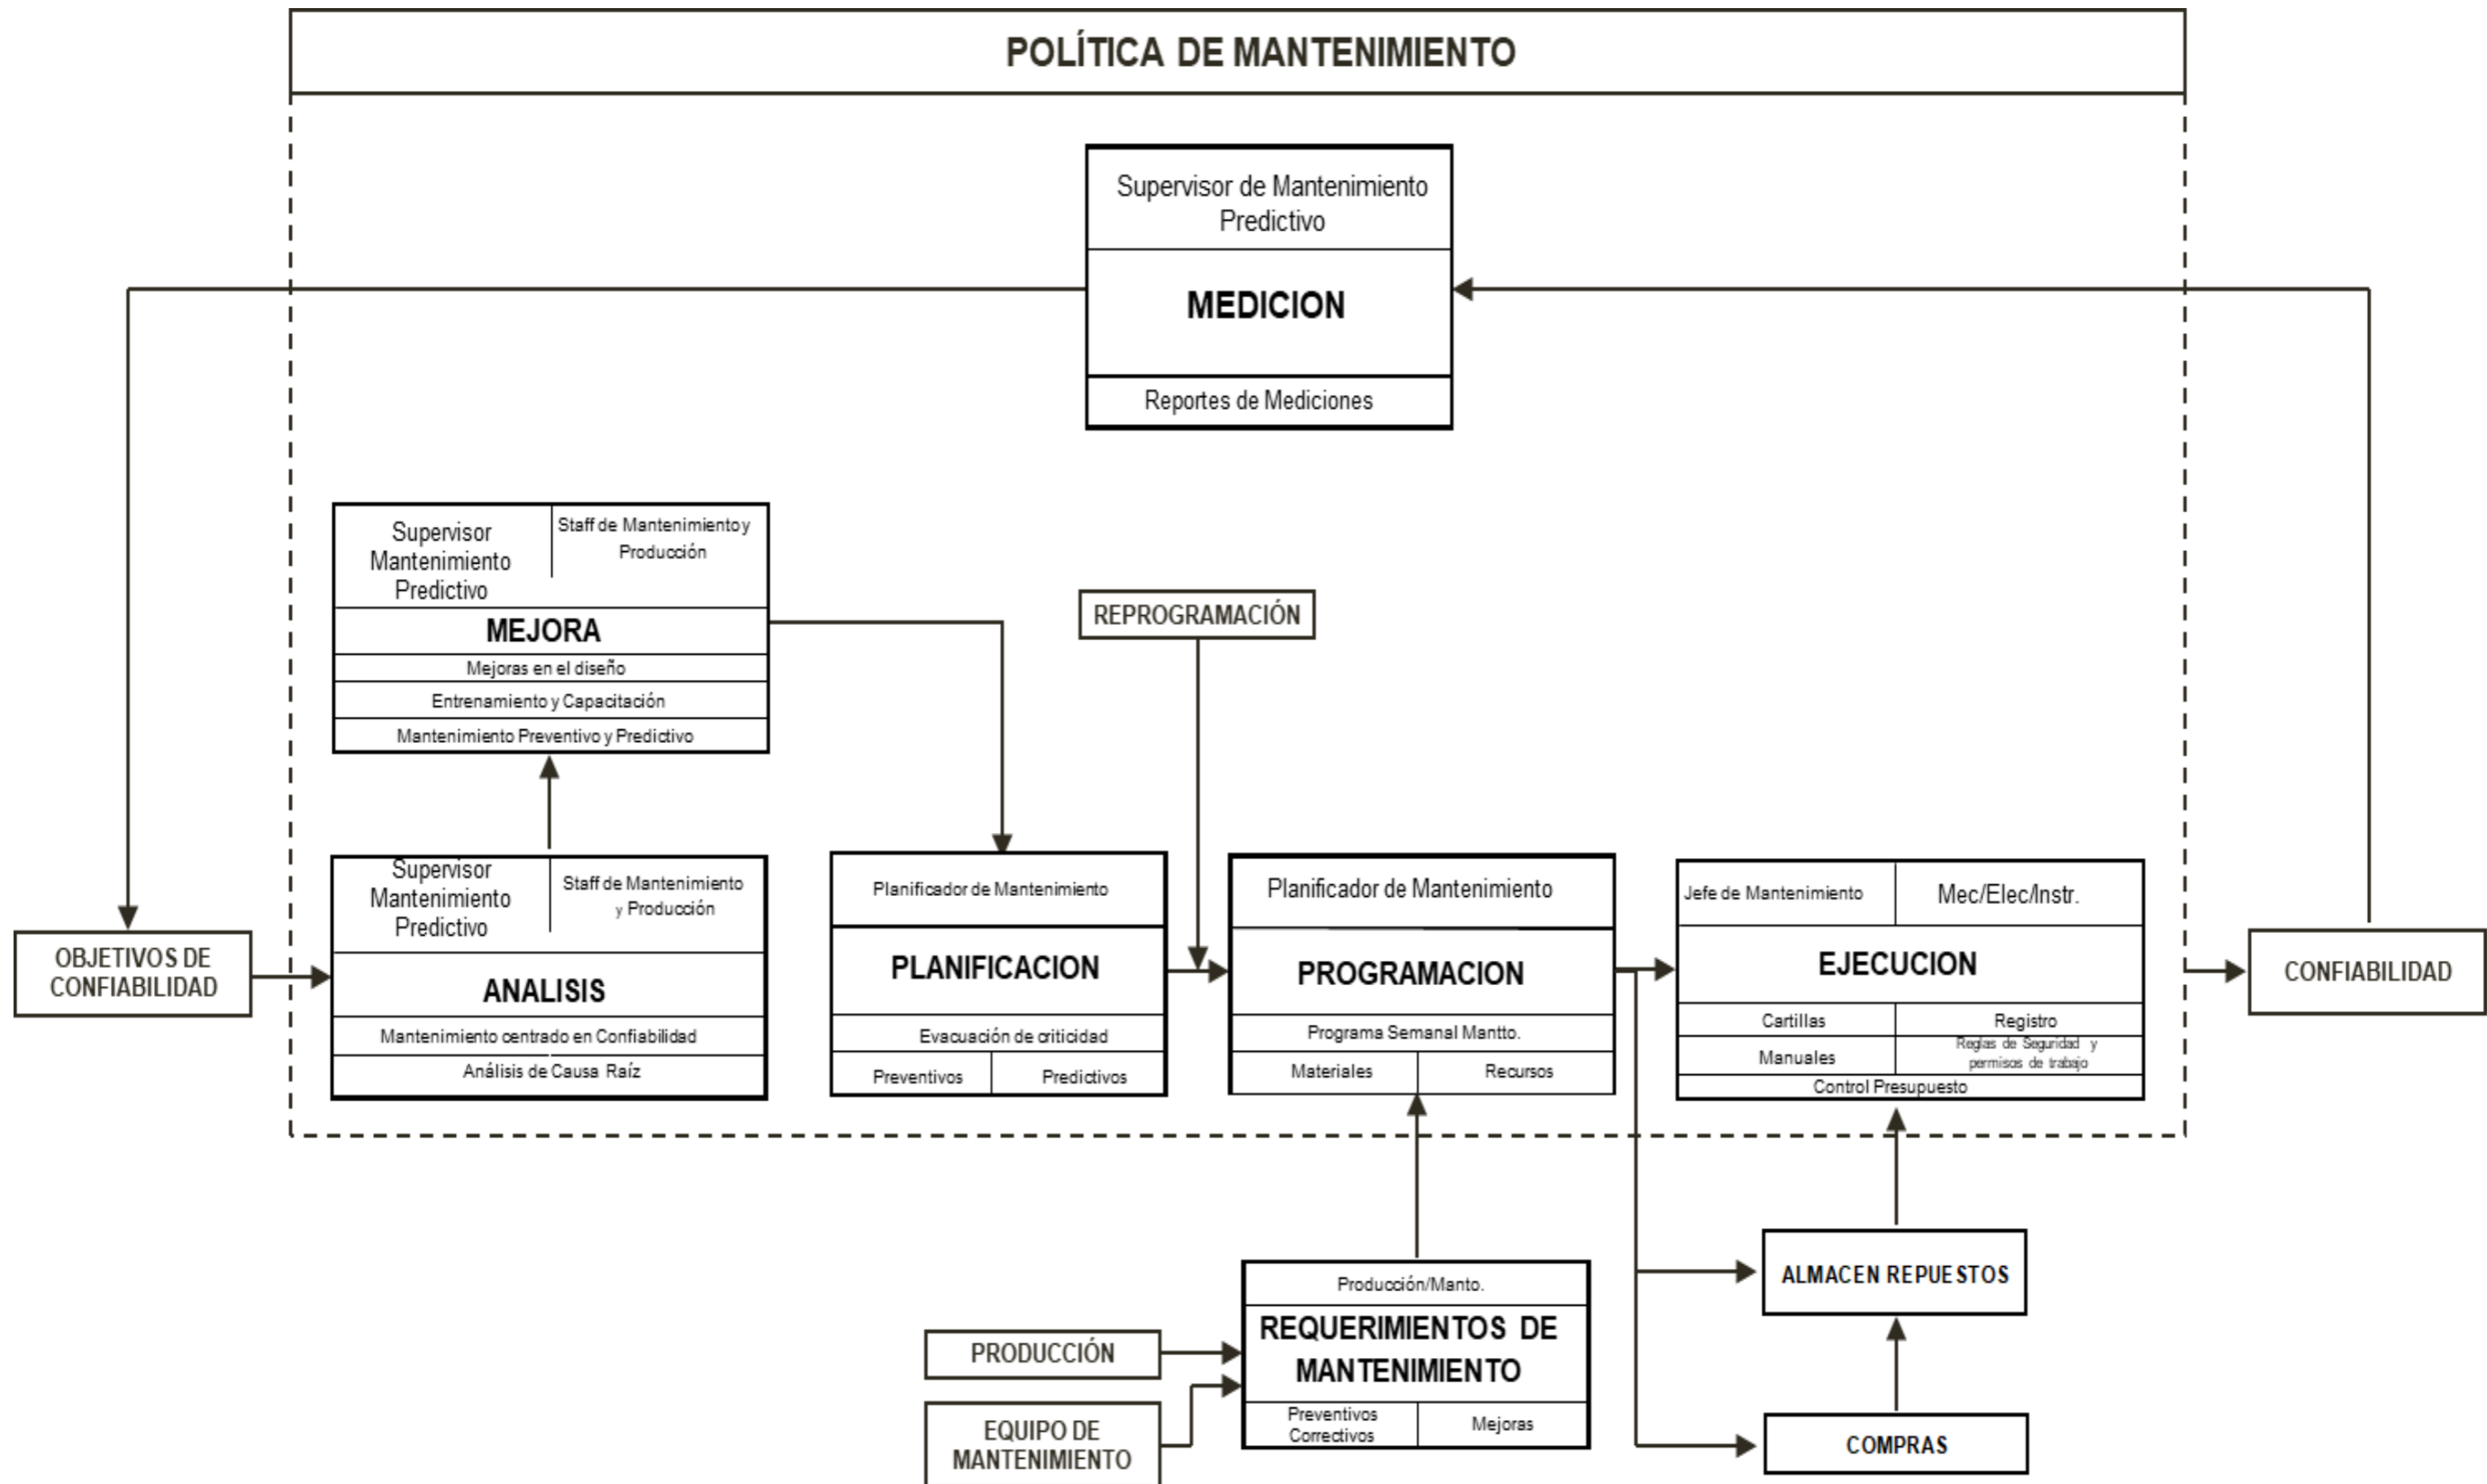 POLÍTICA DE MANTENIMIENTO
Supervisor de Mantenimiento
Predictivo
MEDICION
Reportes de Mediciones
Supervisor
Mantenimiento
Predictivo
Staff de Mantenimiento y
Producción
MEJORA
Mejoras en el diseño
Entrenamiento y Capacitación
Mantenimiento Preventivo y Predictivo
REPROGRAMACIÓN
OBJETIVOS DE
CONFIABILIDAD
Supervisor
Mantenimiento
Predictivo
Staff de Mantenimiento
y Producción
ANALISIS
Mantenimiento centrado en Confiabilidad
Análisis de Causa Raíz
Planificador de Mantenimiento
PLANIFICACION
Evacuación de criticidad
Preventivos
Predictivos
Planificador de Mantenimiento
PROGRAMACION
Programa Semanal Mantto.
Materiales
Recursos
Jefe de Mantenimiento
Mec/Elec/Instr.
EJECUCION
Cartillas
Registro
Manuales
Reglas de Seguridad y
permisos de trabajo
Control Presupuesto
CONFIABILIDAD
Producción/Manto.
REQUERIMIENTOS DE
MANTENIMIENTO
Preventivos
Correctivos
Mejoras
PRODUCCIÓN
EQUIPO DE
MANTENIMIENTO
ALMACEN REPUESTOS
COMPRAS